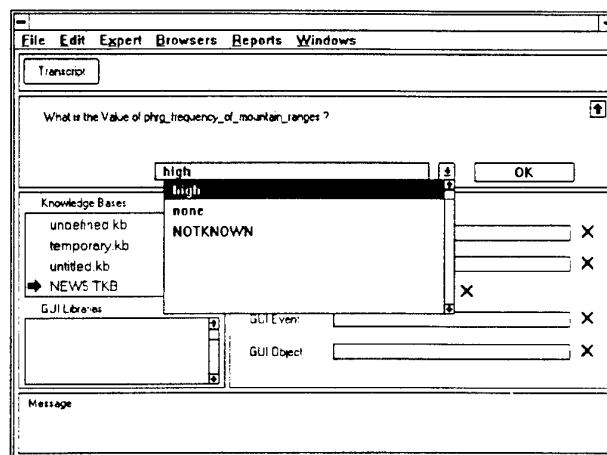 File Edit Expert Browsers Reports Windows
Transcript
What is the Value of phrg_frequency_of_mountain_ranges ?
high
OK
high
none
NOTKNOWN
Knowledge Bases
undefined.kb
temporary.kb
untitled.kb
NEWS.TKB
GUI Libraries
GUI Event
GUI Object
Message